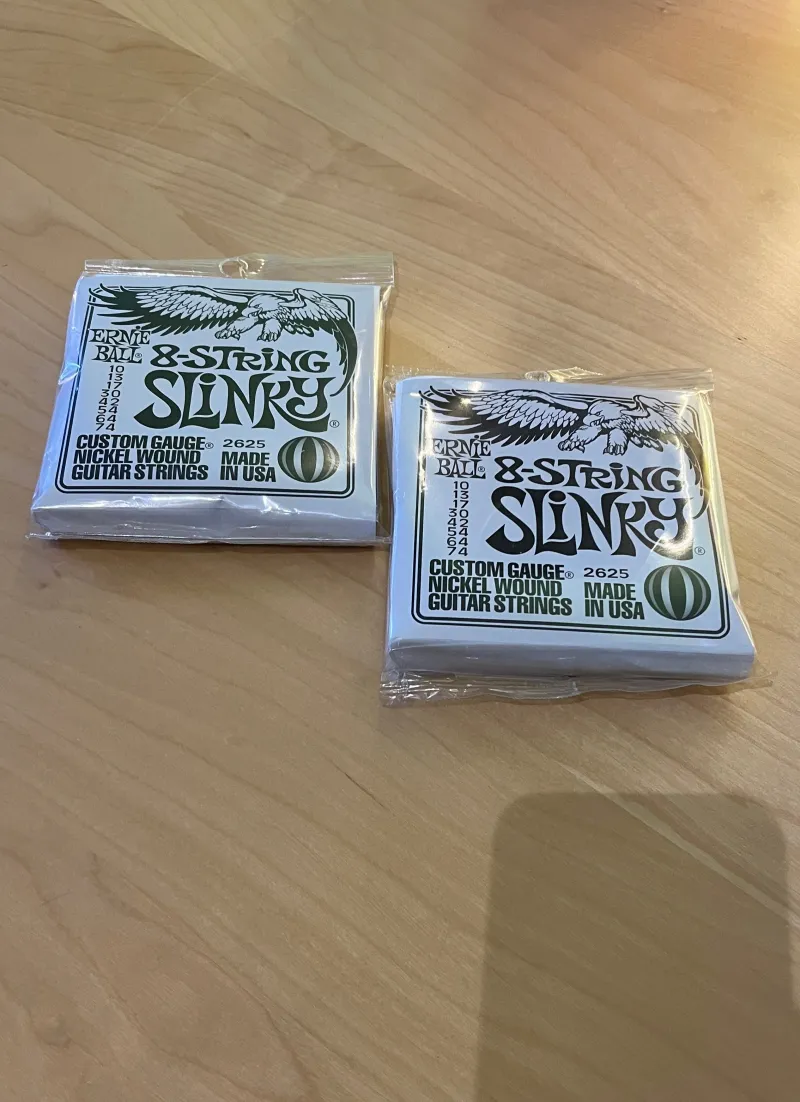 ERNIE
BALL®
8-STRING
SLINKY®
10
13
17
30
42
54
64
74
CUSTOM GAUGE®
NICKEL WOUND
GUITAR STRINGS
2625
MADE
IN USA
ERNIE
BALL®
8-STRING
SLINKY®
10
13
17
30
42
54
64
74
CUSTOM GAUGE®
NICKEL WOUND
GUITAR STRINGS
2625
MADE
IN USA